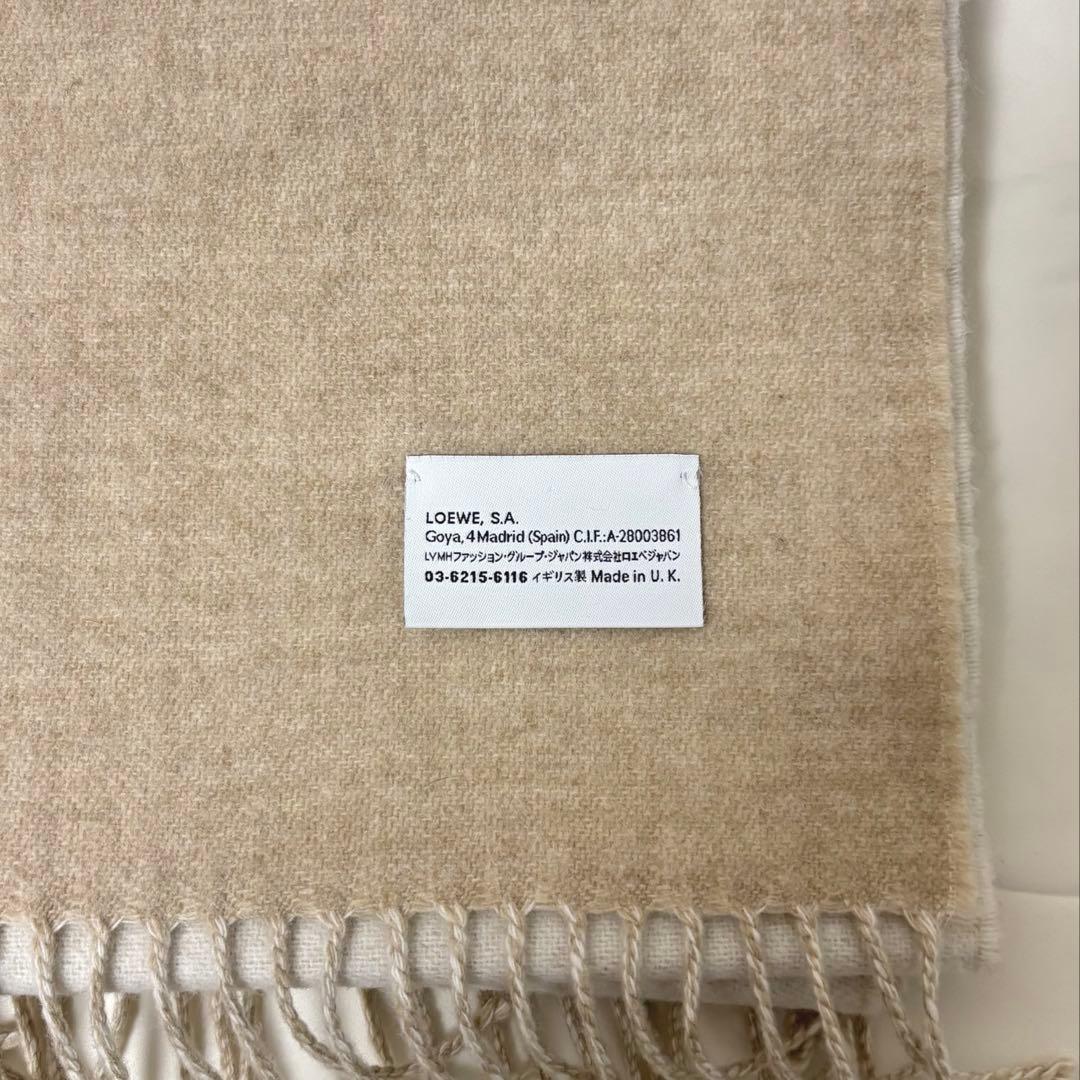 LOEWE, S.A.
Goya, 4 Madrid (Spain) C.I.F.:A-28003861
LVMHファッション・グループ・ジャパン株式会社ロエベジャパン
03-6215-6116 イギリス製 Made in U. K.